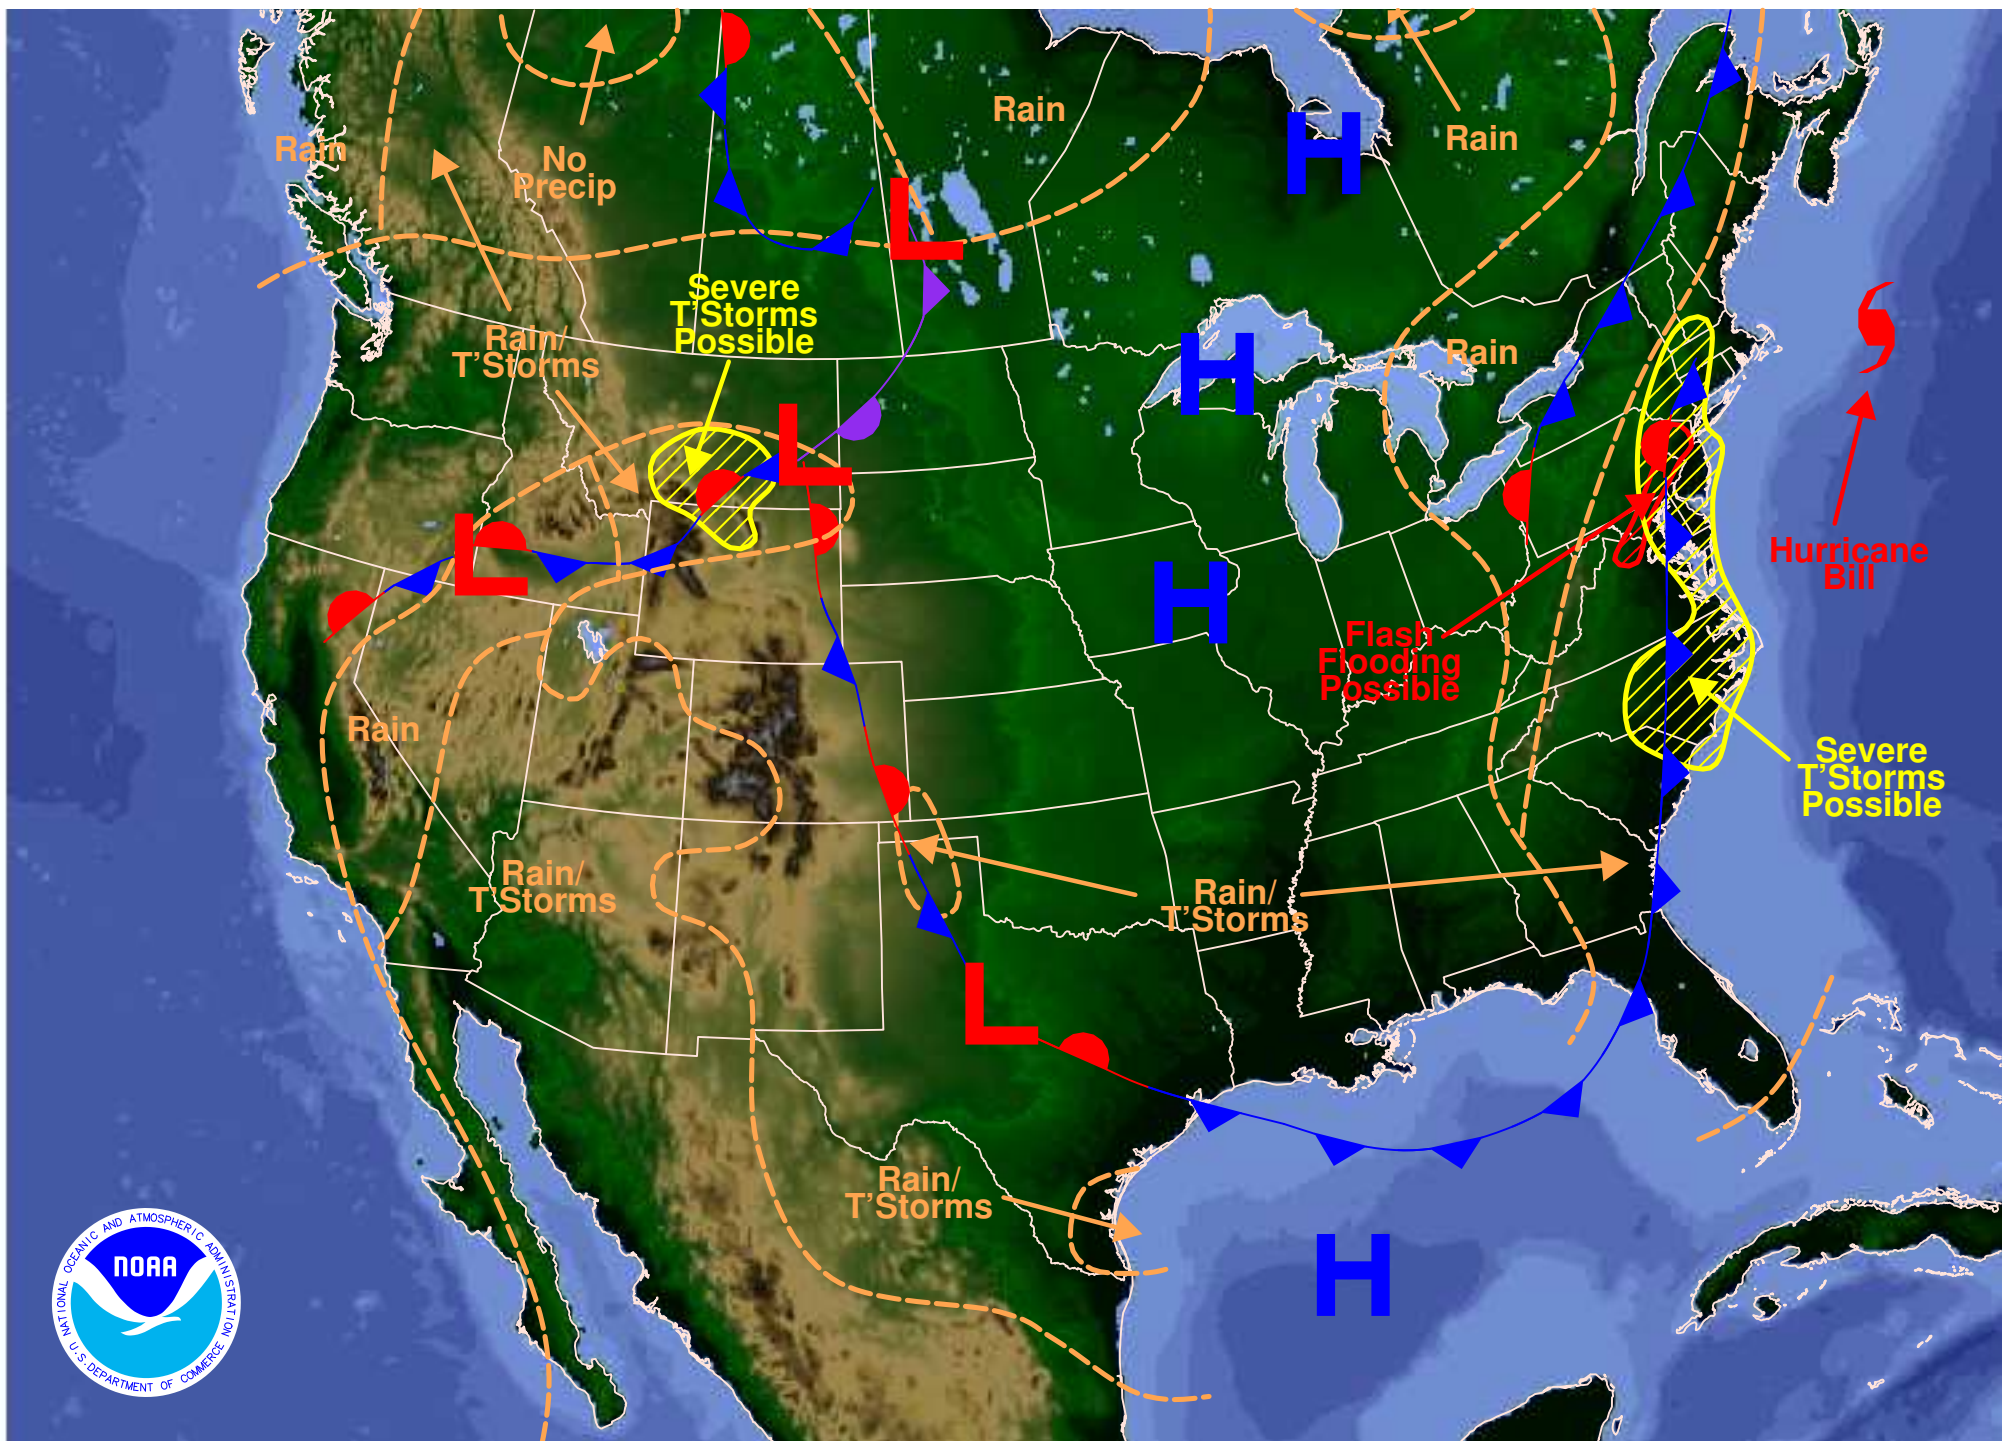 Rain
No
Precip
Rain
Rain
H
L
Severe
T'Storms
Possible
Rain/
T'Storms
H
Rain
L
L
H
Hurricane
Bill
Flash
Flooding
Possible
Rain
Severe
T'Storms
Possible
Rain/
T'Storms
Rain/
T'Storms
L
Rain/
T'Storms
H
NATIONAL OCEANIC AND ATMOSPHERIC ADMINISTRATION
NOAA
U.S. DEPARTMENT OF COMMERCE